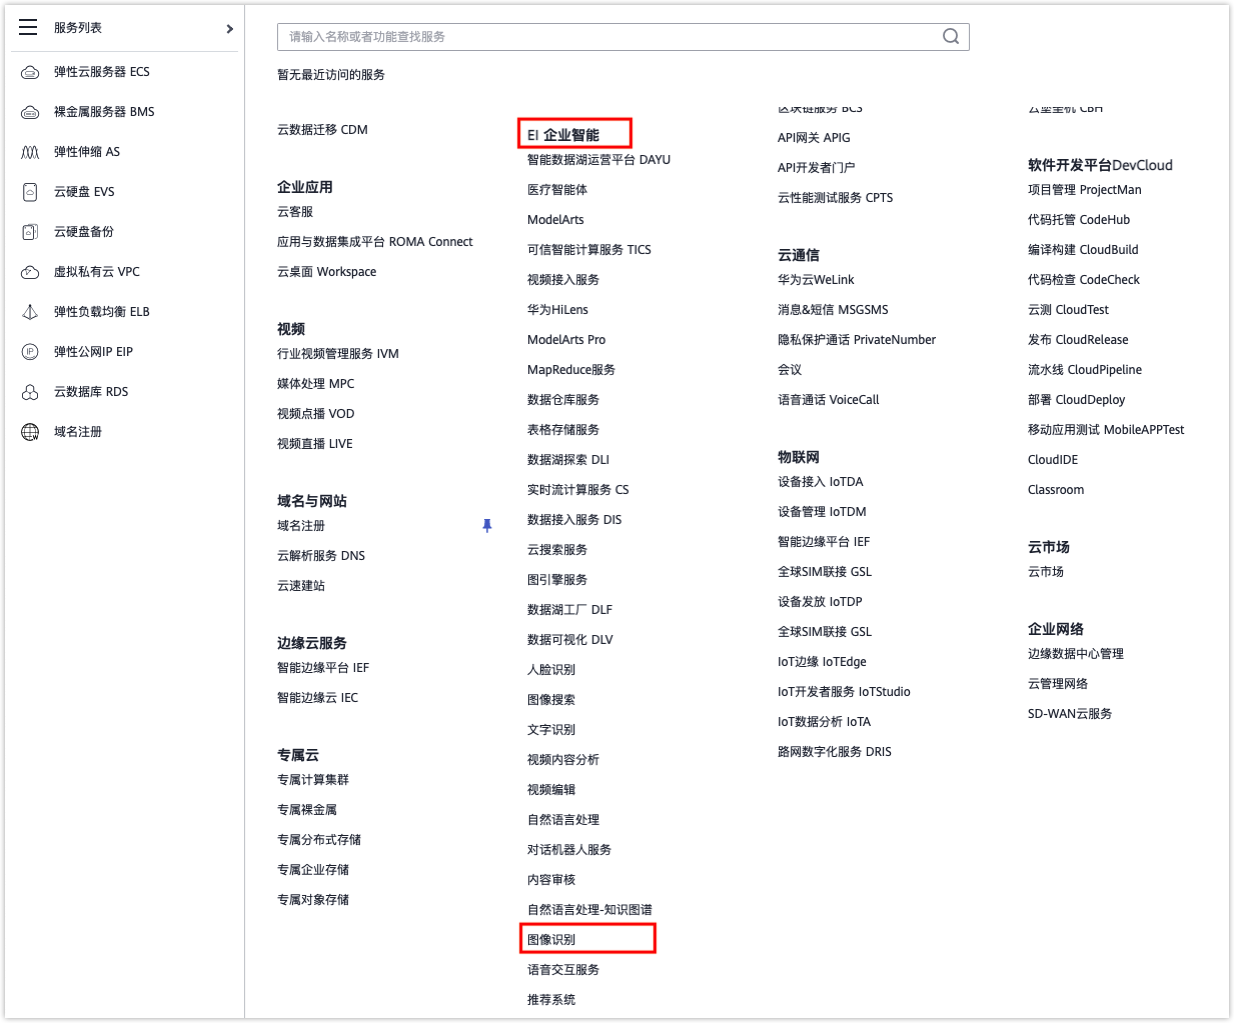 服务列表
弹性云服务器 ECS
裸金属服务器 BMS
弹性伸缩 AS
云硬盘 EVS
云硬盘备份
虚拟私有云 VPC
弹性负载均衡 ELB
弹性公网IP EIP
云数据库 RDS
域名注册
请输入名称或者功能查找服务
暂无最近访问的服务
云数据迁移 CDM
企业应用
云客服
应用与数据集成平台 ROMA Connect
云桌面 Workspace
视频
行业视频管理服务 IVM
媒体处理 MPC
视频点播 VOD
视频直播 LIVE
域名与网站
域名注册
云解析服务 DNS
云速建站
边缘云服务
智能边缘平台 IEF
智能边缘云 IEC
专属云
专属计算集群
专属裸金属
专属分布式存储
专属企业存储
专属对象存储
EI 企业智能
智能数据湖运营平台 DAYU
医疗智能体
ModelArts
可信智能计算服务 TICS
视频接入服务
华为HiLens
ModelArts Pro
MapReduce服务
数据仓库服务
表格存储服务
数据湖探索 DLI
实时流计算服务 CS
数据接入服务 DIS
云搜索服务
图引擎服务
数据湖工厂 DLF
数据可视化 DLV
人脸识别
图像搜索
文字识别
视频内容分析
视频编辑
自然语言处理
对话机器人服务
内容审核
自然语言处理-知识图谱
图像识别
语音交互服务
推荐系统
区块链服务 BCS
API网关 APIG
API开发者门户
云性能测试服务 CPTS
云通信
华为云WeLink
消息&短信 MSGSMS
隐私保护通话 PrivateNumber
会议
语音通话 VoiceCall
物联网
设备接入 IoTDA
设备管理 IoTDM
智能边缘平台 IEF
全球SIM联接 GSL
设备发放 IoTDP
全球SIM联接 GSL
IoT边缘 IoTEdge
IoT开发者服务 IoTStudio
IoT数据分析 IoTA
路网数字化服务 DRIS
云堡垒机 CBH
软件开发平台DevCloud
项目管理 ProjectMan
代码托管 CodeHub
编译构建 CloudBuild
代码检查 CodeCheck
云测 CloudTest
发布 CloudRelease
流水线 CloudPipeline
部署 CloudDeploy
移动应用测试 MobileAPPTest
CloudIDE
Classroom
云市场
云市场
企业网络
边缘数据中心管理
云管理网络
SD-WAN云服务